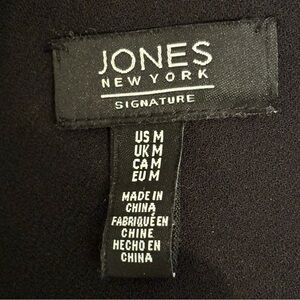 JONES
NEW YORK
SIGNATURE
US M
UK M
CA M
EU M
MADE IN
CHINA
FABRIQUÉ EN
CHINE
HECHO EN
CHINA